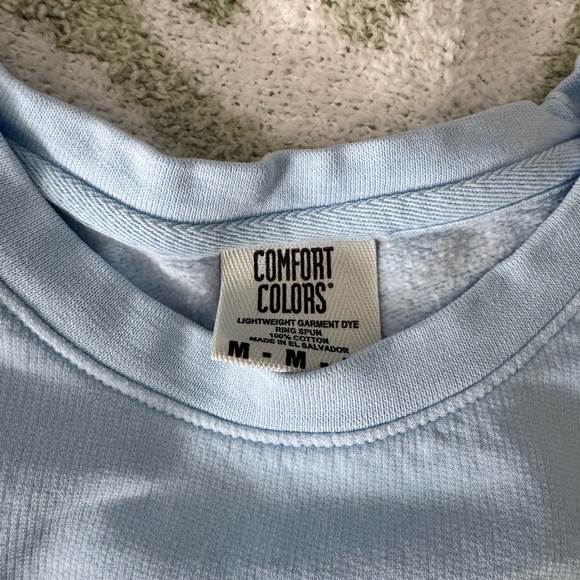 COMFORT
COLORS®
LIGHTWEIGHT GARMENT DYE
RING SPUN
100% COTTON
MADE IN EL SALVADOR
M - M -